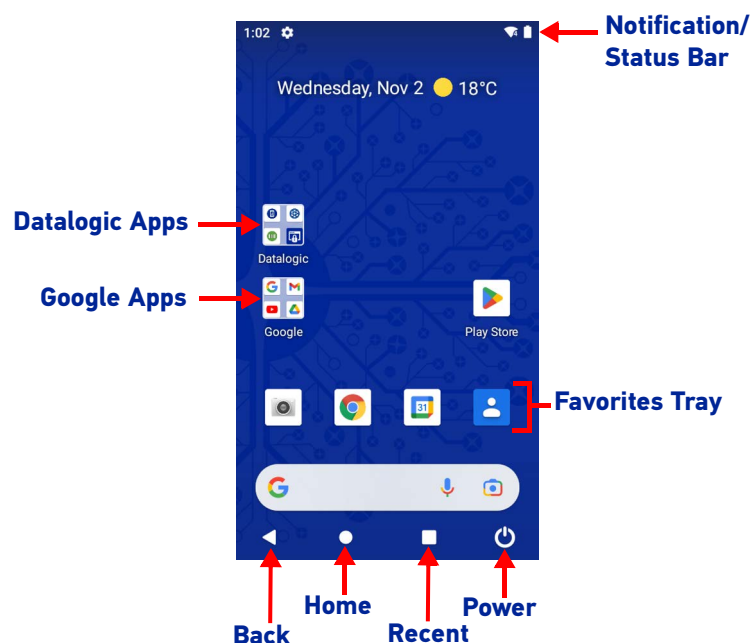 1:02
Notification/
Status Bar
Wednesday, Nov 2 18°C
Datalogic Apps
Datalogic
Google Apps
Google
Play Store
31
Favorites Tray
G
Back
Home
Recent
Power